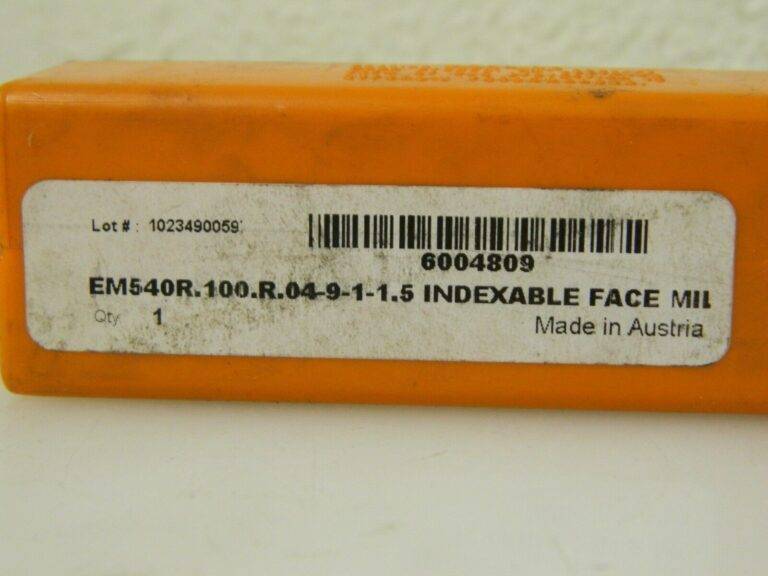 Lot # : 1023490059
6004809
EM540R.100.R.04-9-1-1.5 INDEXABLE FACE MIL
Qty 1
Made in Austria